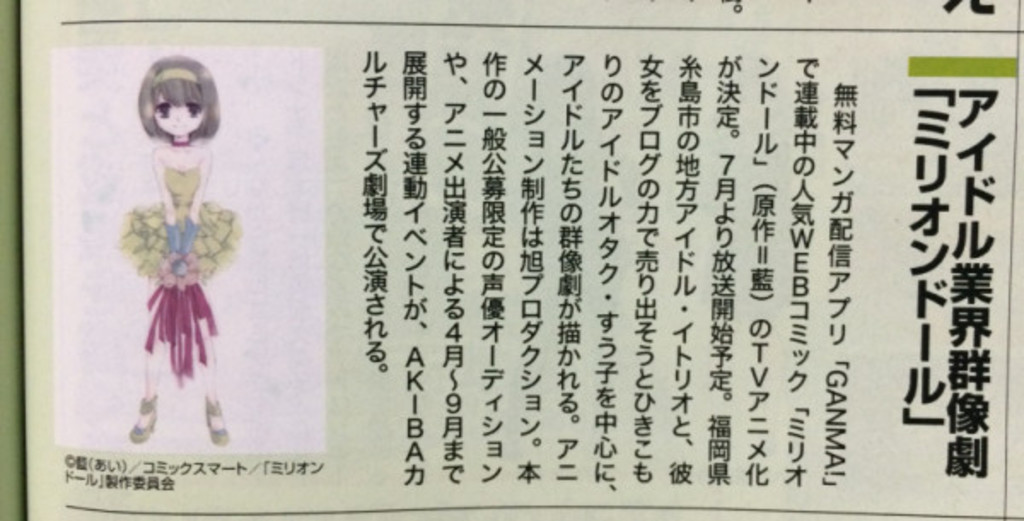 アイドル業界群像劇
「ミリオンドール」
無料マンガ配信アプリ「GANMA!」
で連載中の人気WEBコミック「ミリオ
ンドール」（原作＝藍）のTVアニメ化
が決定。7月より放送開始予定。福岡県
糸島市の地方アイドル・イトリオと、彼
女をブログの力で売り出そうとひきこも
りのアイドルオタク・すう子を中心に、
アイドルたちの群像劇が描かれる。アニ
メーション制作は旭プロダクション。本
作の一般公募限定の声優オーディション
や、アニメ出演者による4月～9月まで
展開する連動イベントが、AKIBAカ
ルチャーズ劇場で公演される。
©藍(あい)／コミックスマート／「ミリオン
ドール」製作委員会